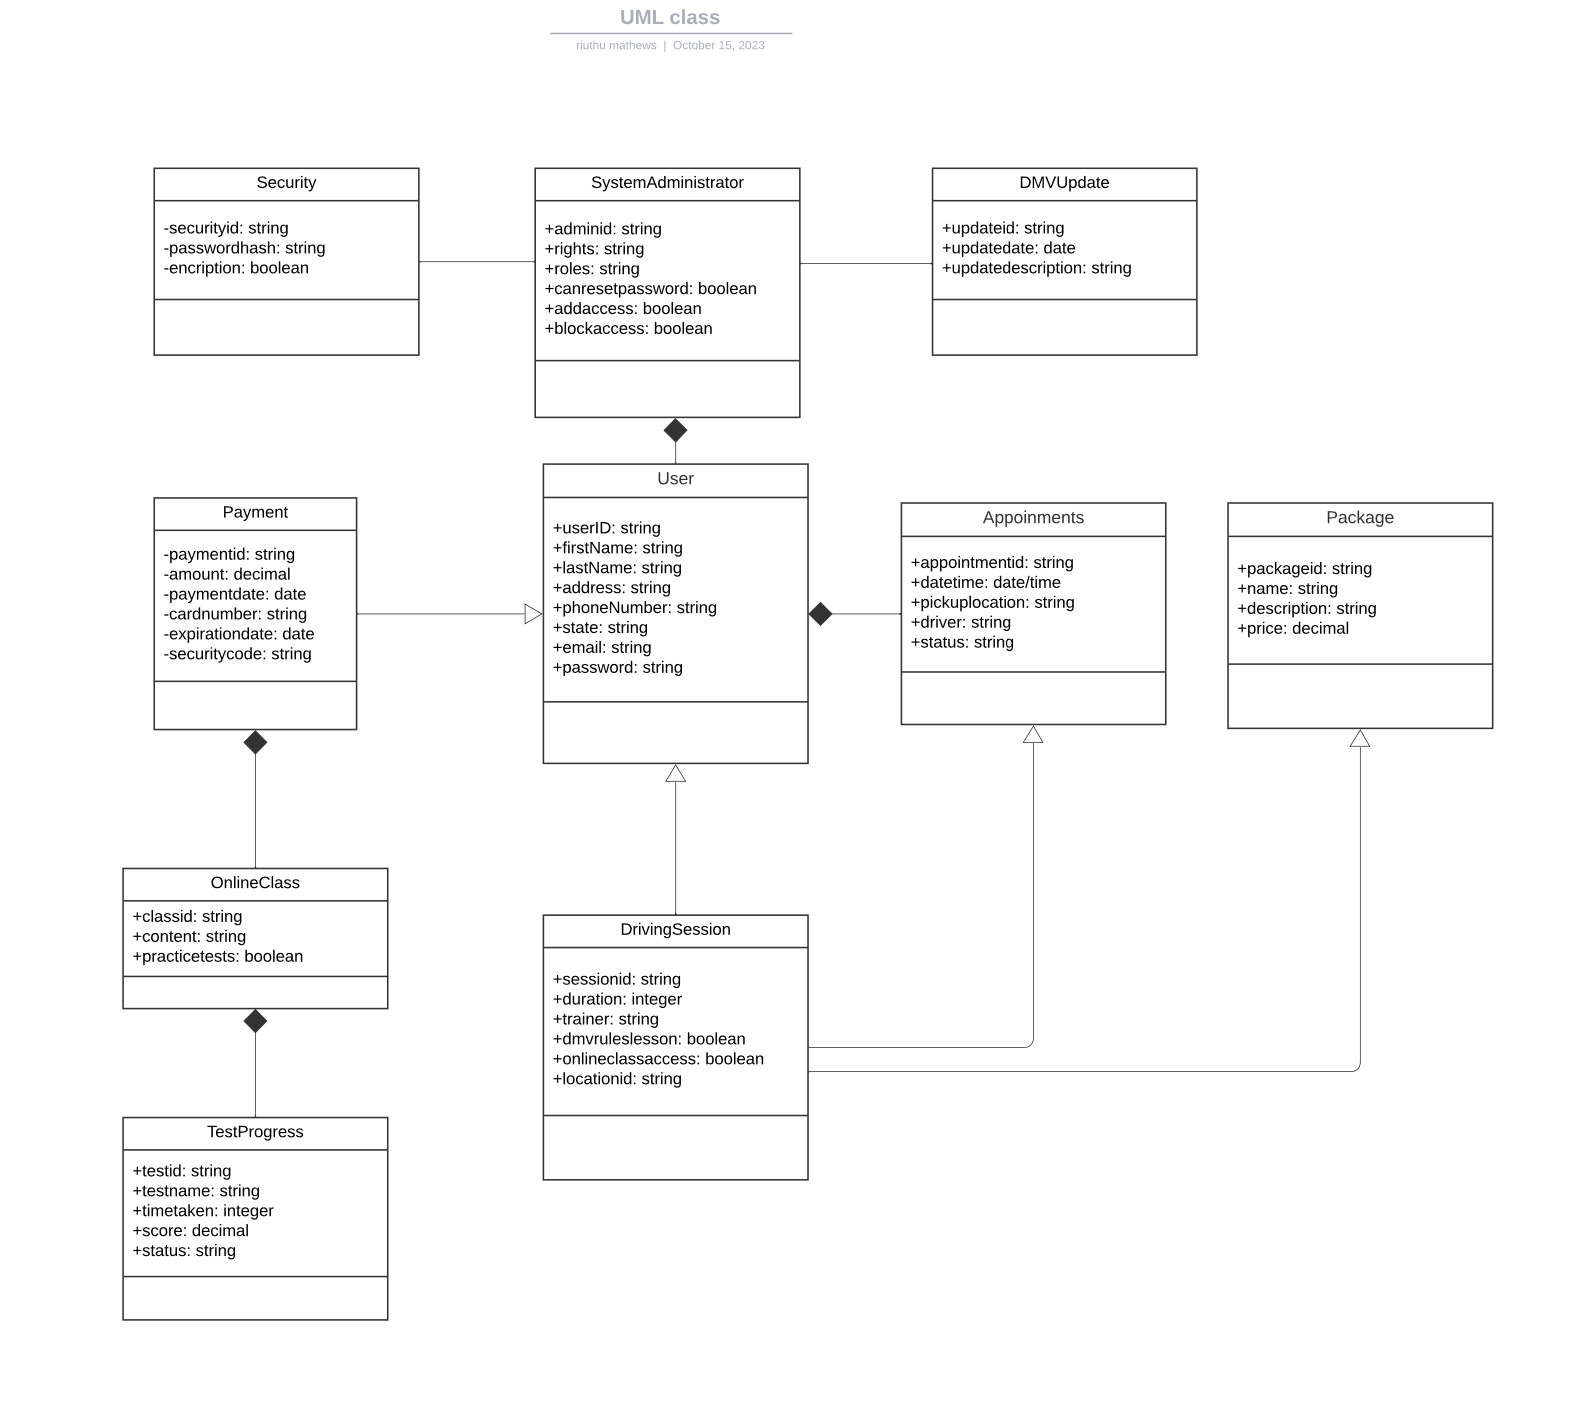 UML class
riuthu mathews | October 15, 2023
Security
-securityid: string
-passwordhash: string
-encription: boolean
SystemAdministrator
+adminid: string
+rights: string
+roles: string
+canresetpassword: boolean
+addaccess: boolean
+blockaccess: boolean
DMVUpdate
+updateid: string
+updatedate: date
+updatedescription: string
Payment
-paymentid: string
-amount: decimal
-paymentdate: date
-cardnumber: string
-expirationdate: date
-securitycode: string
User
+userID: string
+firstName: string
+lastName: string
+address: string
+phoneNumber: string
+state: string
+email: string
+password: string
Appoinments
+appointmentid: string
+datetime: date/time
+pickuplocation: string
+driver: string
+status: string
Package
+packageid: string
+name: string
+description: string
+price: decimal
OnlineClass
+classid: string
+content: string
+practicetests: boolean
DrivingSession
+sessionid: string
+duration: integer
+trainer: string
+dmvruleslesson: boolean
+onlineclassaccess: boolean
+locationid: string
TestProgress
+testid: string
+testname: string
+timetaken: integer
+score: decimal
+status: string